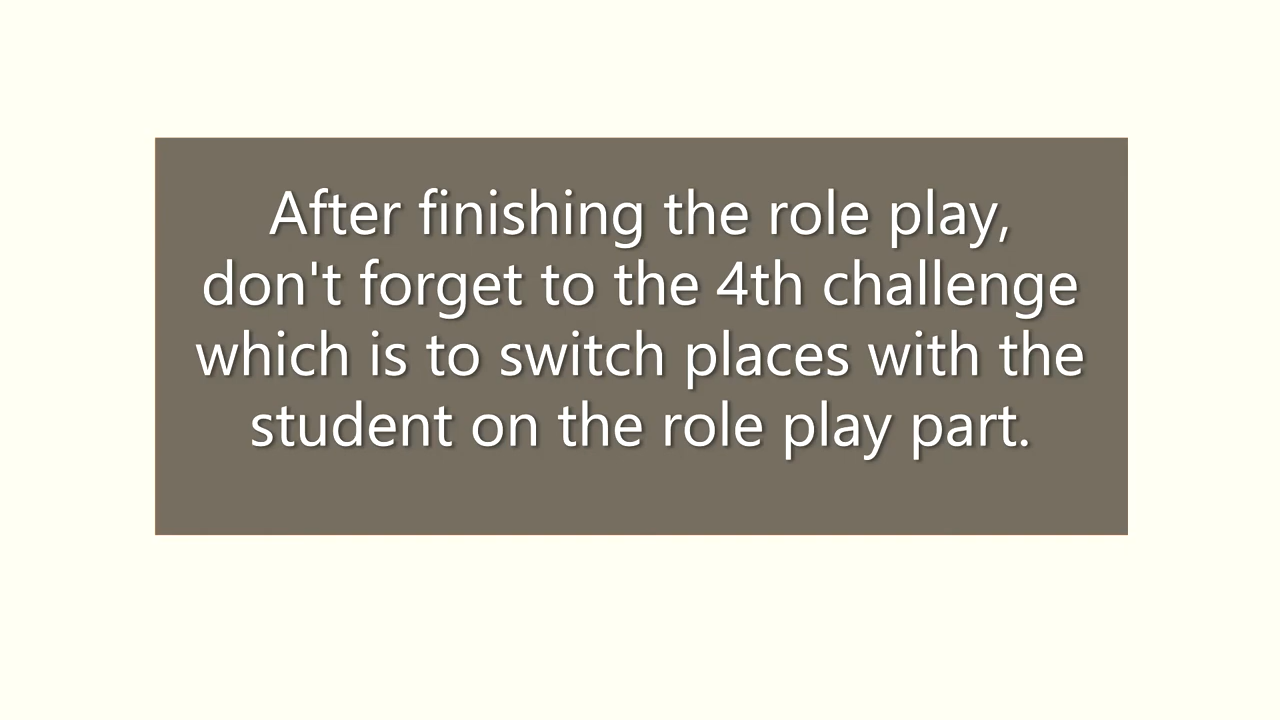 After finishing the role play,
don't forget to the 4th challenge
which is to switch places with the
student on the role play part.